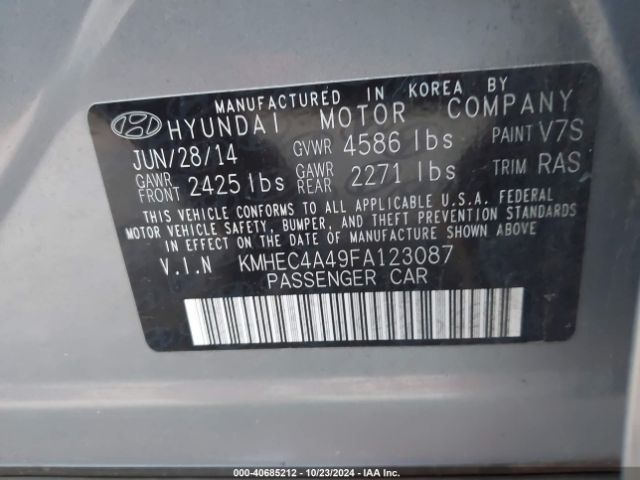 MANUFACTURED IN KOREA BY
HYUNDAI MOTOR COMPANY
JUN/28/14 GVWR 4586 lbs PAINT V7S
GAWR FRONT 2425 lbs GAWR REAR 2271 lbs TRIM RAS
THIS VEHICLE CONFORMS TO ALL APPLICABLE U.S.A. FEDERAL
MOTOR VEHICLE SAFETY, BUMPER, AND THEFT PREVENTION STANDARDS
IN EFFECT ON THE DATE OF MANUFACTURE SHOWN ABOVE.
V.I.N KMHEC4A49FA123087
PASSENGER CAR
000-40685212 - 10/23/2024 - IAA Inc.